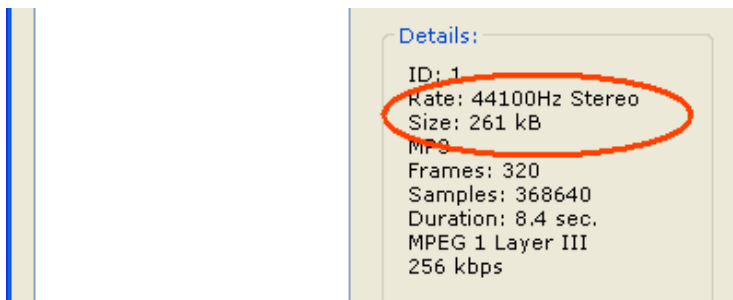 Details:
ID: 1
Rate: 44100Hz Stereo
Size: 261 kB
MP3
Frames: 320
Samples: 368640
Duration: 8.4 sec.
MPEG 1 Layer III
256 kbps